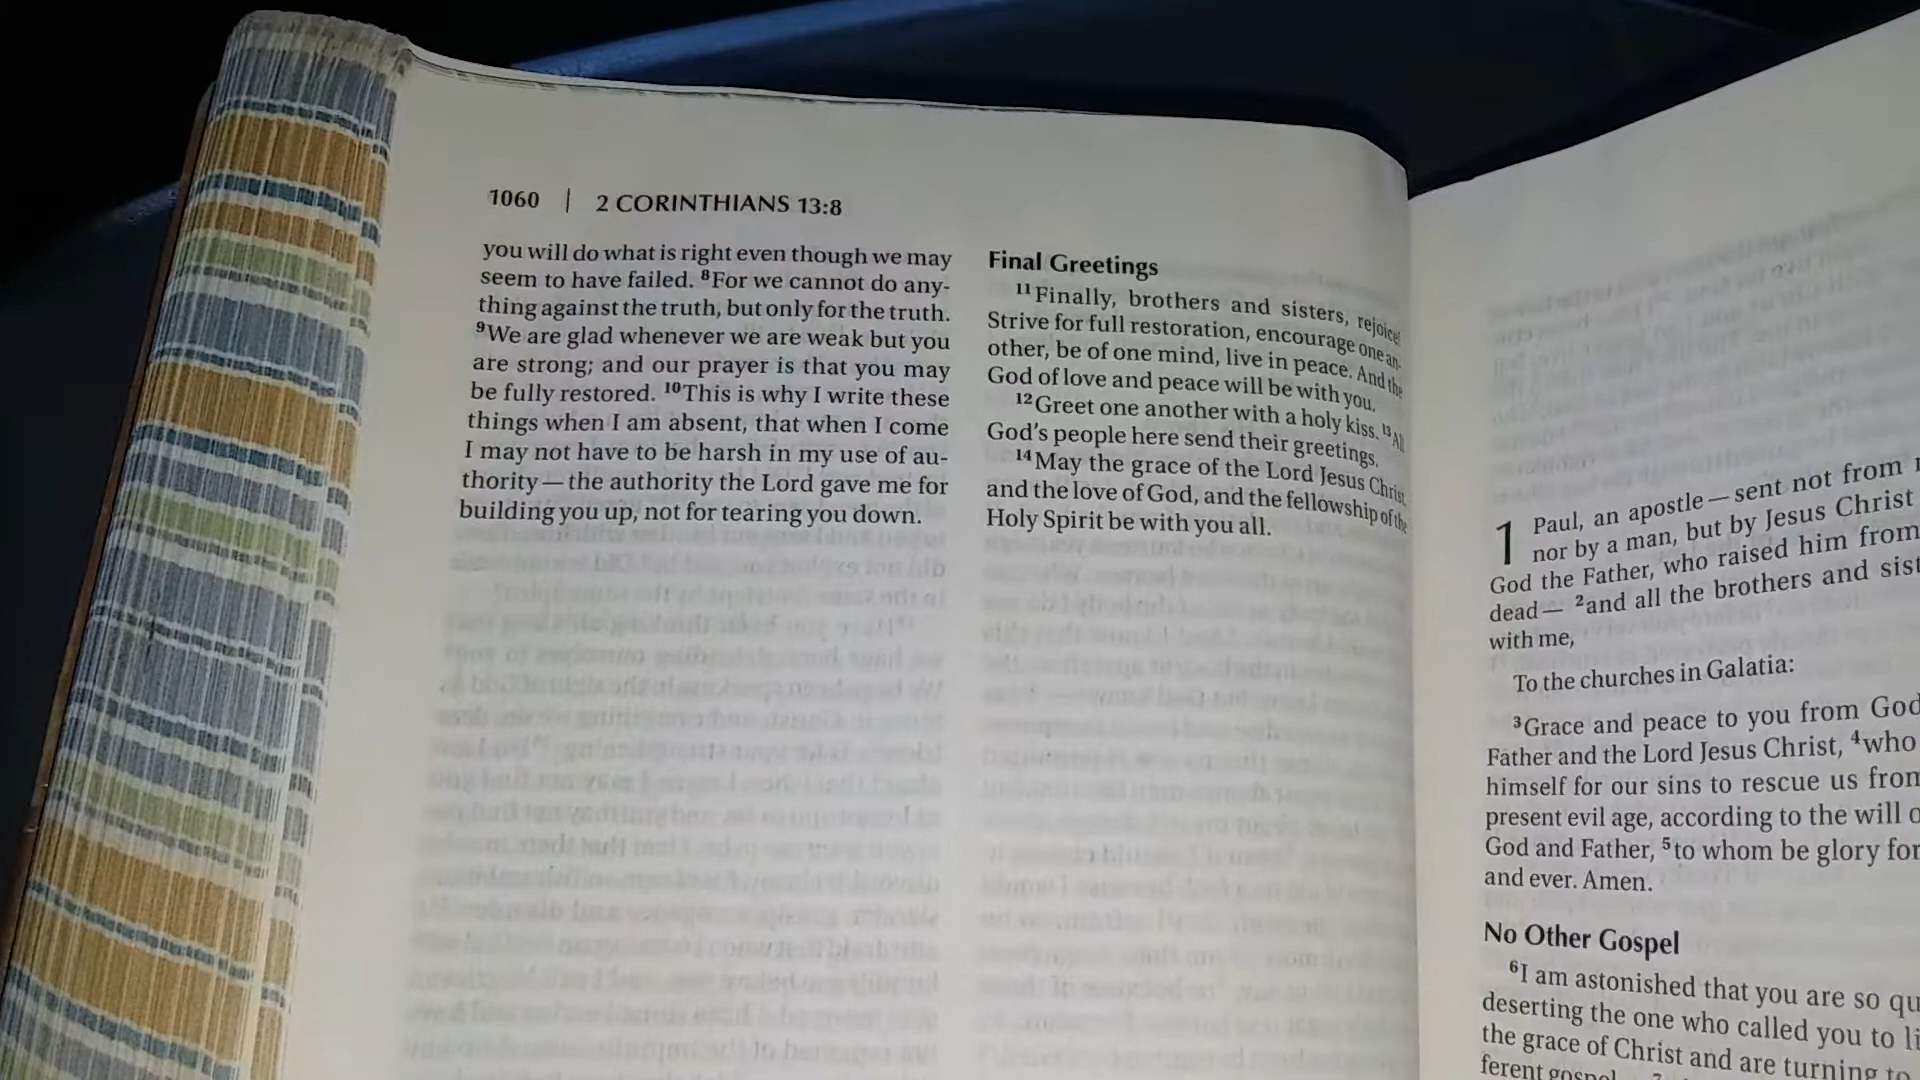 1060 | 2 CORINTHIANS 13:8
you will do what is right even though we may
seem to have failed. 8For we cannot do any-
thing against the truth, but only for the truth.
9We are glad whenever we are weak but you
are strong; and our prayer is that you may
be fully restored. 10This is why I write these
things when I am absent, that when I come
I may not have to be harsh in my use of au-
thority—the authority the Lord gave me for
building you up, not for tearing you down.
Final Greetings
11Finally, brothers and sisters, rejoice!
Strive for full restoration, encourage one an-
other, be of one mind, live in peace. And the
God of love and peace will be with you.
12Greet one another with a holy kiss. 13All
God's people here send their greetings.
14May the grace of the Lord Jesus Christ,
and the love of God, and the fellowship of the
Holy Spirit be with you all.
1 Paul, an apostle—sent not from
nor by a man, but by Jesus Christ
God the Father, who raised him from
dead—2and all the brothers and
with me,
To the churches in Galatia:
3Grace and peace to you from God
Father and the Lord Jesus Christ, 4who
himself for our sins to rescue us from
present evil age, according to the will
God and Father, 5to whom be glory for
and ever. Amen.
No Other Gospel
6I am astonished that you are so
deserting the one who called you to
the grace of Christ and are turning to
ferent gospel